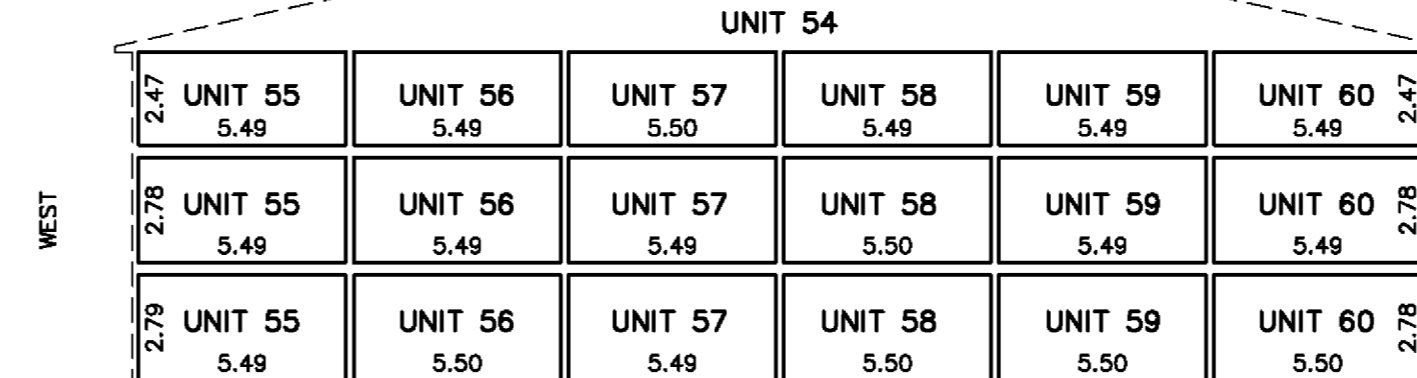 UNIT 54
2.47 UNIT 55 UNIT 56 UNIT 57 UNIT 58 UNIT 59 UNIT 60 2.47
5.49 5.49 5.50 5.49 5.49 5.49
WEST
2.78 UNIT 55 UNIT 56 UNIT 57 UNIT 58 UNIT 59 UNIT 60 2.78
5.49 5.49 5.49 5.50 5.49 5.49
2.79 UNIT 55 UNIT 56 UNIT 57 UNIT 58 UNIT 59 UNIT 60 2.78
5.49 5.50 5.49 5.50 5.50 5.50